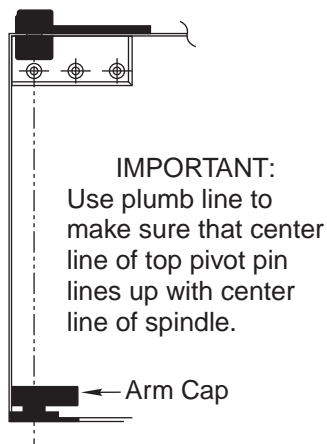 IMPORTANT:
Use plumb line to
make sure that center
line of top pivot pin
lines up with center
line of spindle.
Arm Cap